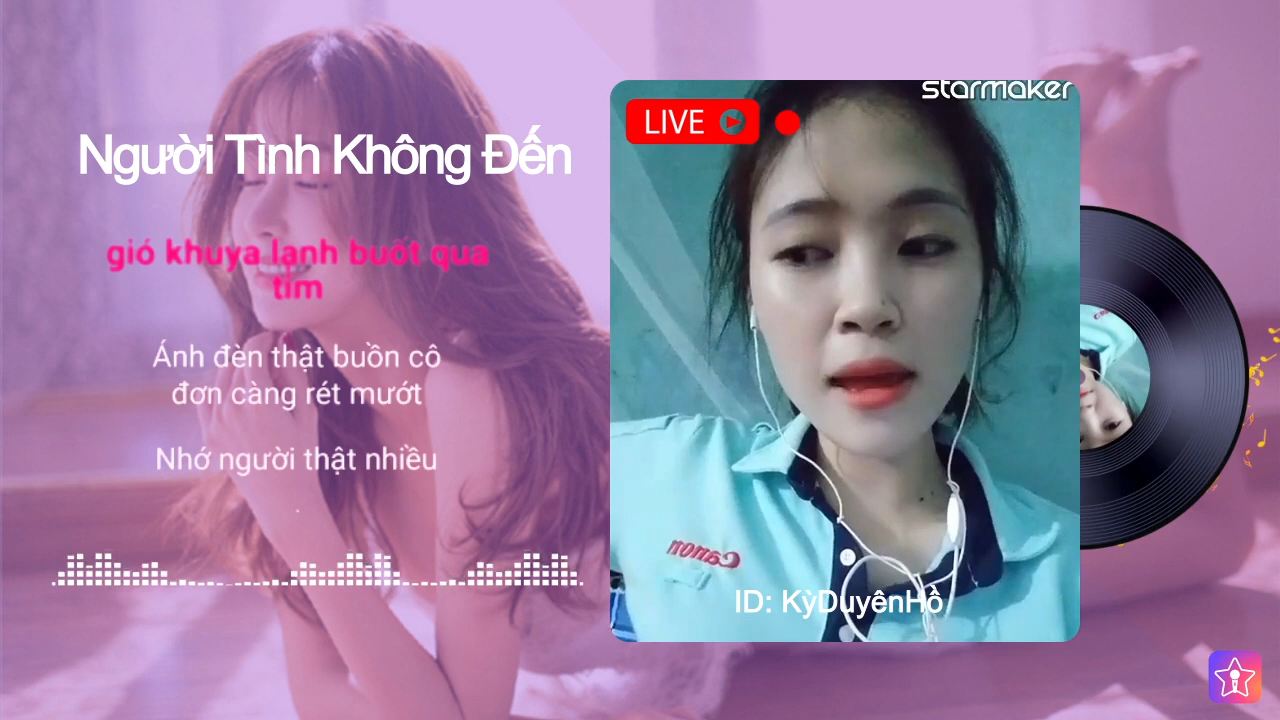 starmaker
LIVE
Người Tình Không Đến
gió khuya lạnh buốt qua
tim
Ánh đèn thật buồn cô
đơn càng rét mướt
Nhớ người thật nhiều
Canon
ID: KỳDuyênHồ